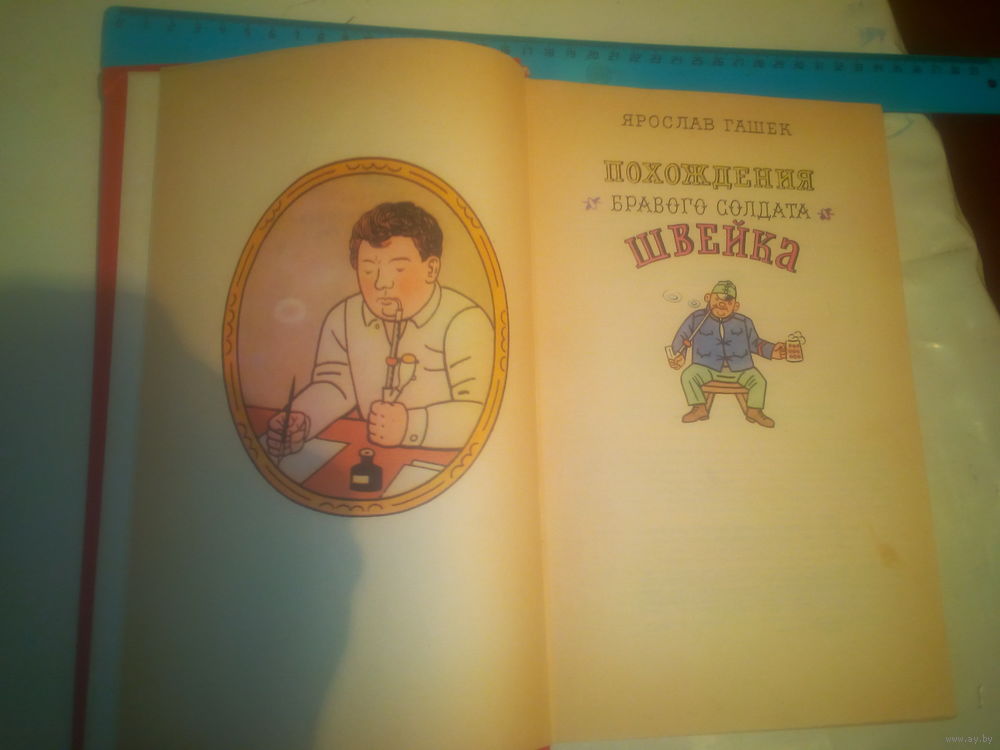 ЯРОСЛАВ ГАШЕК
ПОХОЖДЕНИЯ
БРАВОГО СОЛДАТА
ШВЕЙКА
www.ay.by